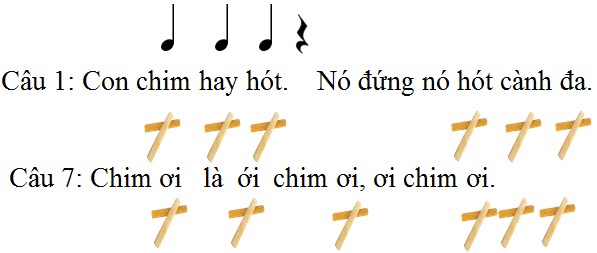 Câu 1: Con chim hay hót. Nó đứng nó hót cành đa.
Câu 7: Chim ơi là ới chim ơi, ơi chim ơi.